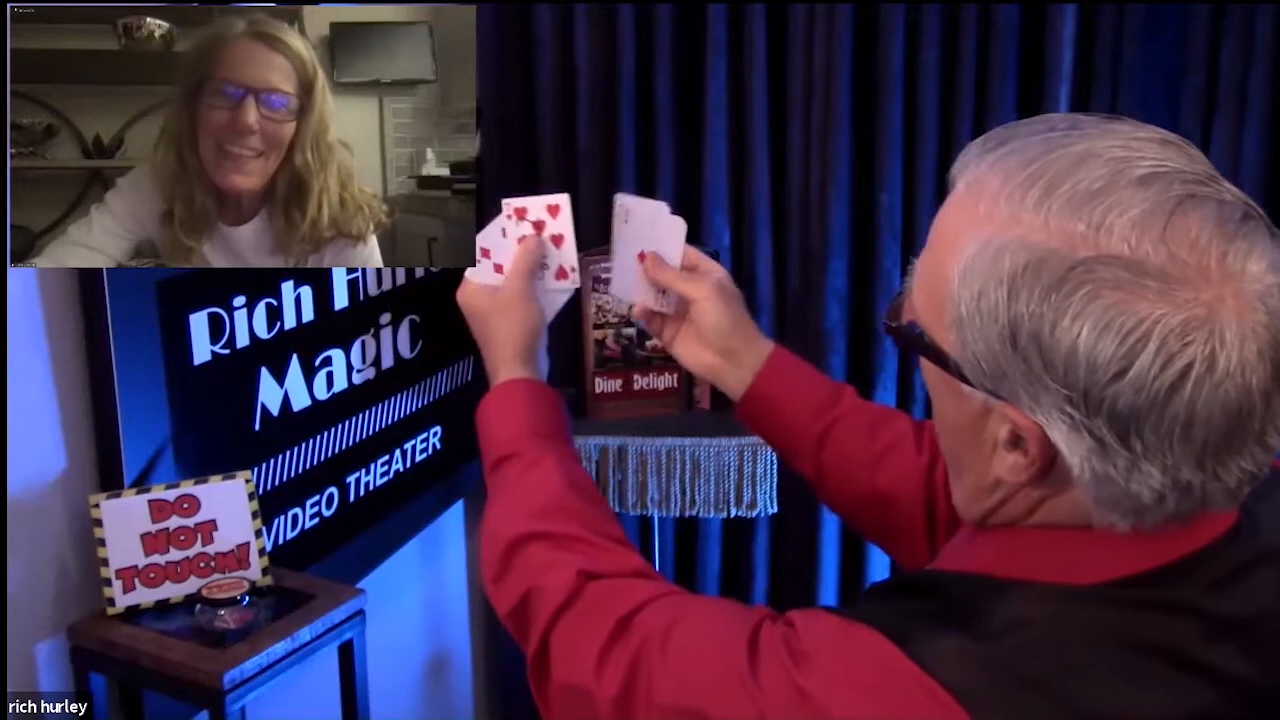 Rich Hur
Magic
VIDEO THEATER
Dine Delight
DO
NOT
TOUCH!
rich hurley